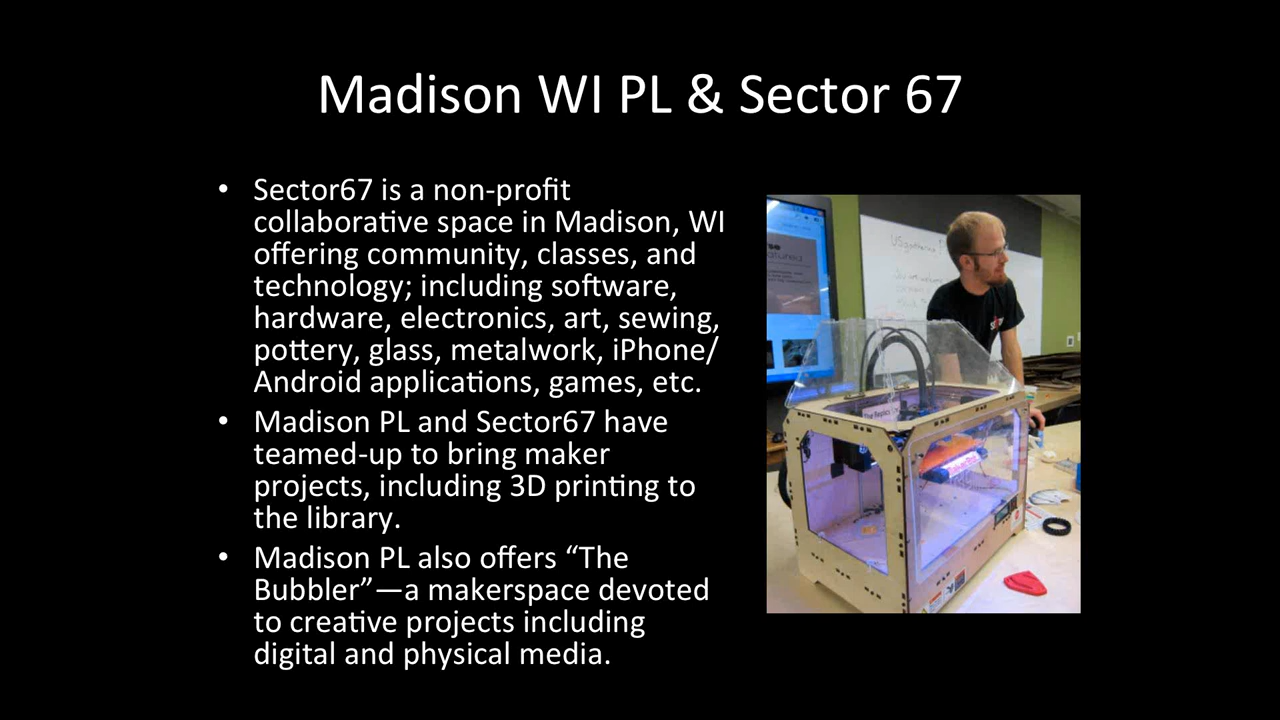 Madison WI PL & Sector 67
• Sector67 is a non-profit
collaborative space in Madison, WI
offering community, classes, and
technology; including software,
hardware, electronics, art, sewing,
pottery, glass, metalwork, iPhone/
Android applications, games, etc.
• Madison PL and Sector67 have
teamed-up to bring maker
projects, including 3D printing to
the library.
• Madison PL also offers “The
Bubbler”—a makerspace devoted
to creative projects including
digital and physical media.
The Replica
MakerBot